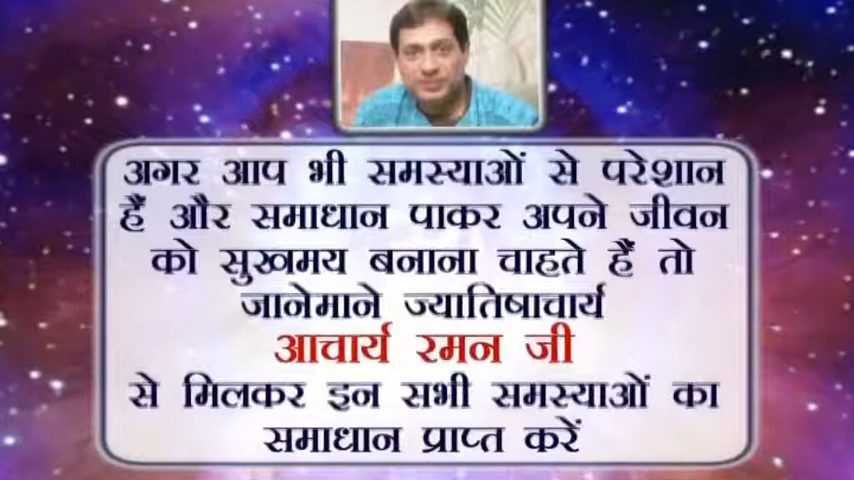 अगर आप भी समस्याओं से परेशान
हैं और समाधान पाकर अपने जीवन
को सुखमय बनाना चाहते हैं तो
जानेमाने ज्यातिषाचार्य
आचार्य रमन जी
से मिलकर इन सभी समस्याओं का
समाधान प्राप्त करें